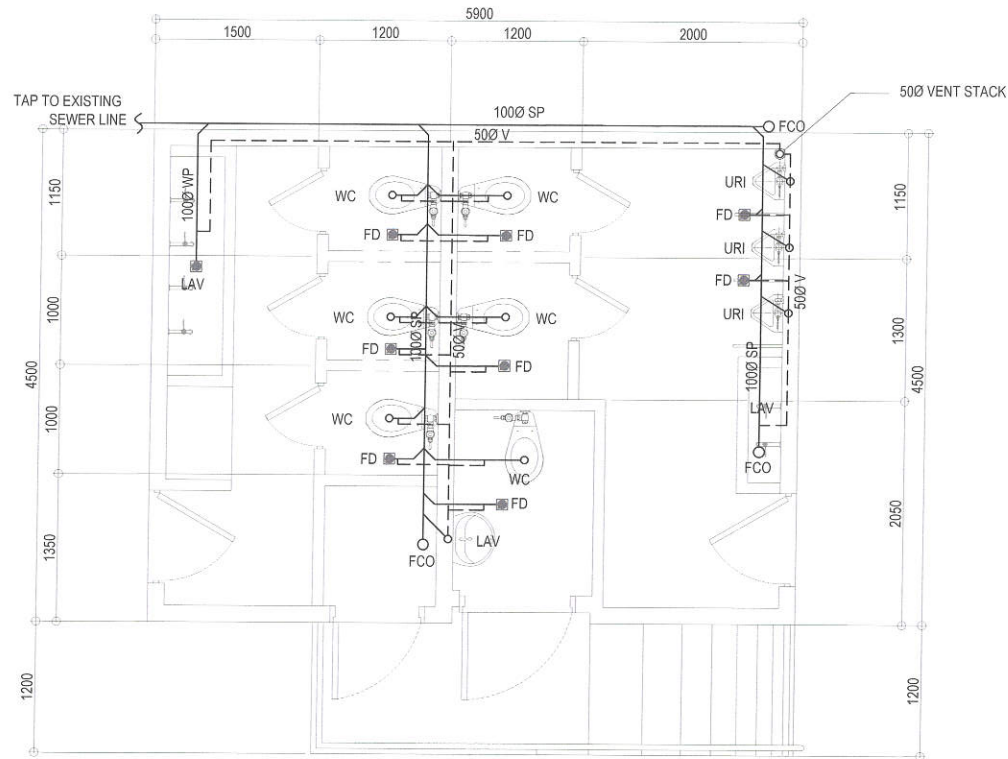 5900
1500
1200
1200
2000
TAP TO EXISTING
SEWER LINE
100Ø SP
50Ø V
FCO
50Ø VENT STACK
1150
100Ø WP
WC
WC
URI
1150
FD
FD
FD
URI
LAV
FD
50Ø V
1000
WC
WC
URI
1300
100Ø SP
50Ø V
FD
FD
100Ø SP
4500
4500
1000
WC
LAV
FD
WC
FCO
FD
2050
1350
LAV
FCO
1200
1200